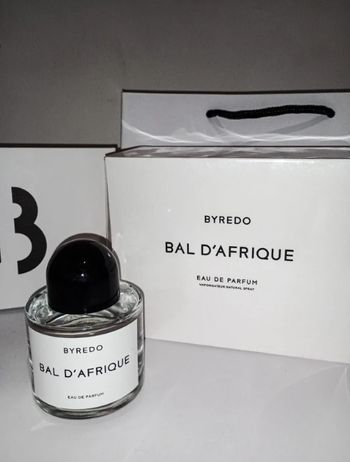 B
BYREDO
BAL D'AFRIQUE
EAU DE PARFUM
VAPORISATEUR NATURAL SPRAY
BYREDO
BAL D'AFRIQUE
EAU DE PARFUM